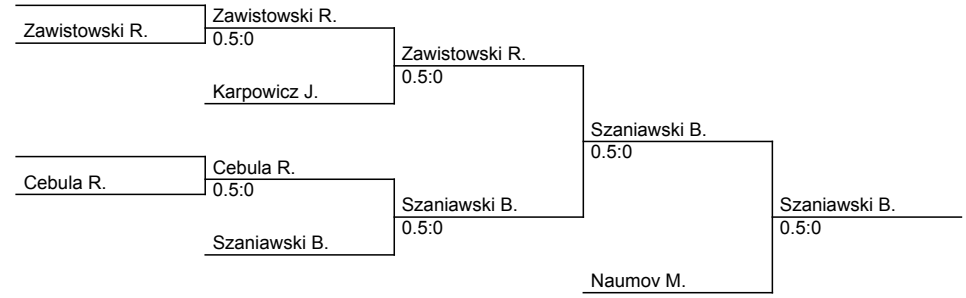 Zawistowski R.
Zawistowski R.
0.5:0
Zawistowski R.
0.5:0
Karpowicz J.
Szaniawski B.
0.5:0
Cebula R.
Cebula R.
0.5:0
Szaniawski B.
0.5:0
Szaniawski B.
0.5:0
Szaniawski B.
Naumov M.